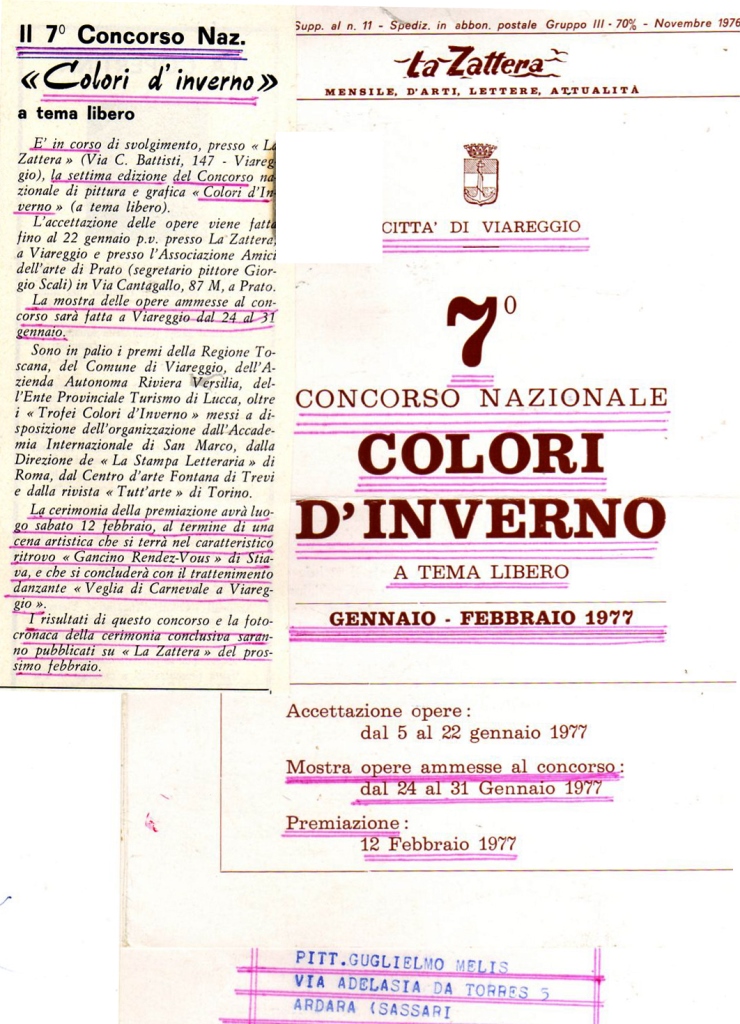 Il 7º Concorso Naz.
«Colori d'inverno»
a tema libero
E' in corso di svolgimento, presso « La
Zattera » (Via C. Battisti, 147 - Viareg-
gio), la settima edizione del Concorso na-
zionale di pittura e grafica « Colori d'In-
verno » (a tema libero).
L'accettazione delle opere viene fatta
fino al 22 gennaio p.v. presso La Zattera,
a Viareggio e presso l'Associazione Amici
dell'arte di Prato (segretario pittore Gior-
gio Scali) in Via Cantagallo, 87 M, a Prato.
La mostra delle opere ammesse al con-
corso sarà fatta a Viareggio dal 24 al 31
gennaio.
Sono in palio i premi della Regione To-
scana, del Comune di Viareggio, dell'A-
zienda Autonoma Riviera Versilia, del-
l'Ente Provinciale Turismo di Lucca, oltre
i « Trofei Colori d'Inverno » messi a di-
sposizione dell'organizzazione dall'Accade-
mia Internazionale di San Marco, dalla
Direzione de « La Stampa Letteraria » di
Roma, dal Centro d'arte Fontana di Trevi
e dalla rivista « Tutt'arte » di Torino.
La cerimonia della premiazione avrà luo-
go sabato 12 febbraio, al termine di una
cena artistica che si terrà nel caratteristico
ritrovo « Gancino Rendez-Vous » di Stia-
va, e che si concluderà con il trattenimento
danzante « Veglia di Carnevale a Viareg-
gio ».
I risultati di questo concorso e la foto-
cronaca della cerimonia conclusiva saran-
no pubblicati su « La Zattera » del pros-
simo febbraio.
Supp. al n. 11 - Spediz. in abbon. postale Gruppo III - 70% - Novembre 1976
La Zattera
MENSILE, D'ARTI, LETTERE, ATTUALITÀ
CITTA' DI VIAREGGIO
7º
CONCORSO NAZIONALE
COLORI
D'INVERNO
A TEMA LIBERO
GENNAIO - FEBBRAIO 1977
Accettazione opere:
dal 5 al 22 gennaio 1977
Mostra opere ammesse al concorso:
dal 24 al 31 Gennaio 1977
Premiazione:
12 Febbraio 1977
PITT.GUGLIELMO MELIS
VIA ADELASIA DA TORRES 5
ARDARA (SASSARI